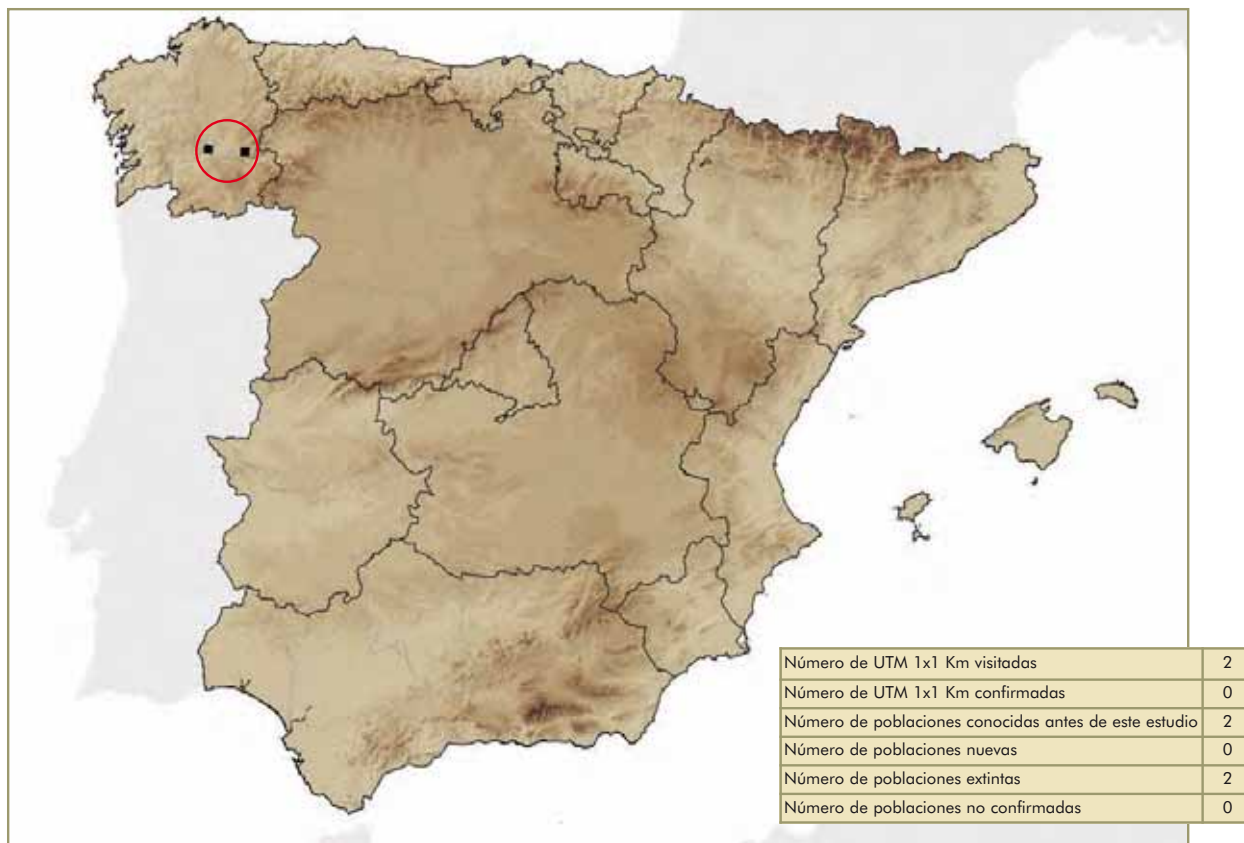 Número de UTM 1x1 Km visitadas 2
Número de UTM 1x1 Km confirmadas 0
Número de poblaciones conocidas antes de este estudio 2
Número de poblaciones nuevas 0
Número de poblaciones extintas 2
Número de poblaciones no confirmadas 0